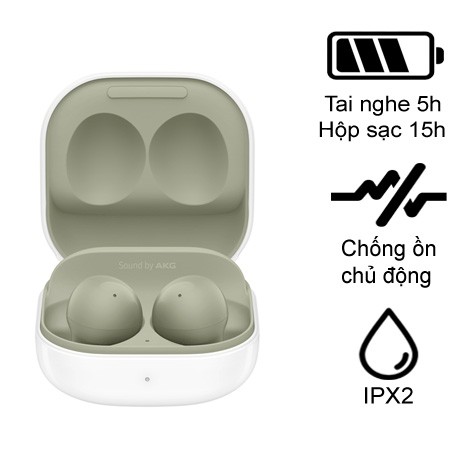 Tai nghe 5h
Hộp sạc 15h
Sound by AKG
Chống ồn
chủ động
IPX2